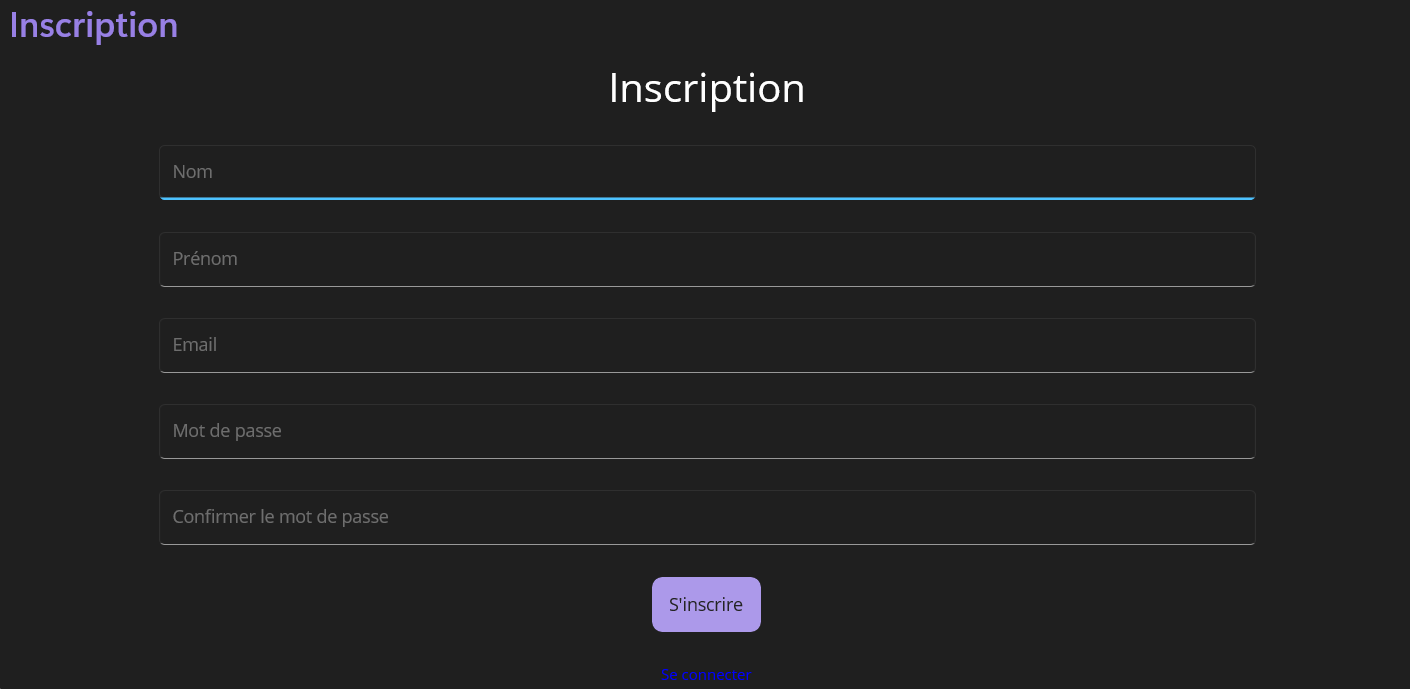 Inscription
Inscription
Nom
Prénom
Email
Mot de passe
Confirmer le mot de passe
S'inscrire
Se connecter